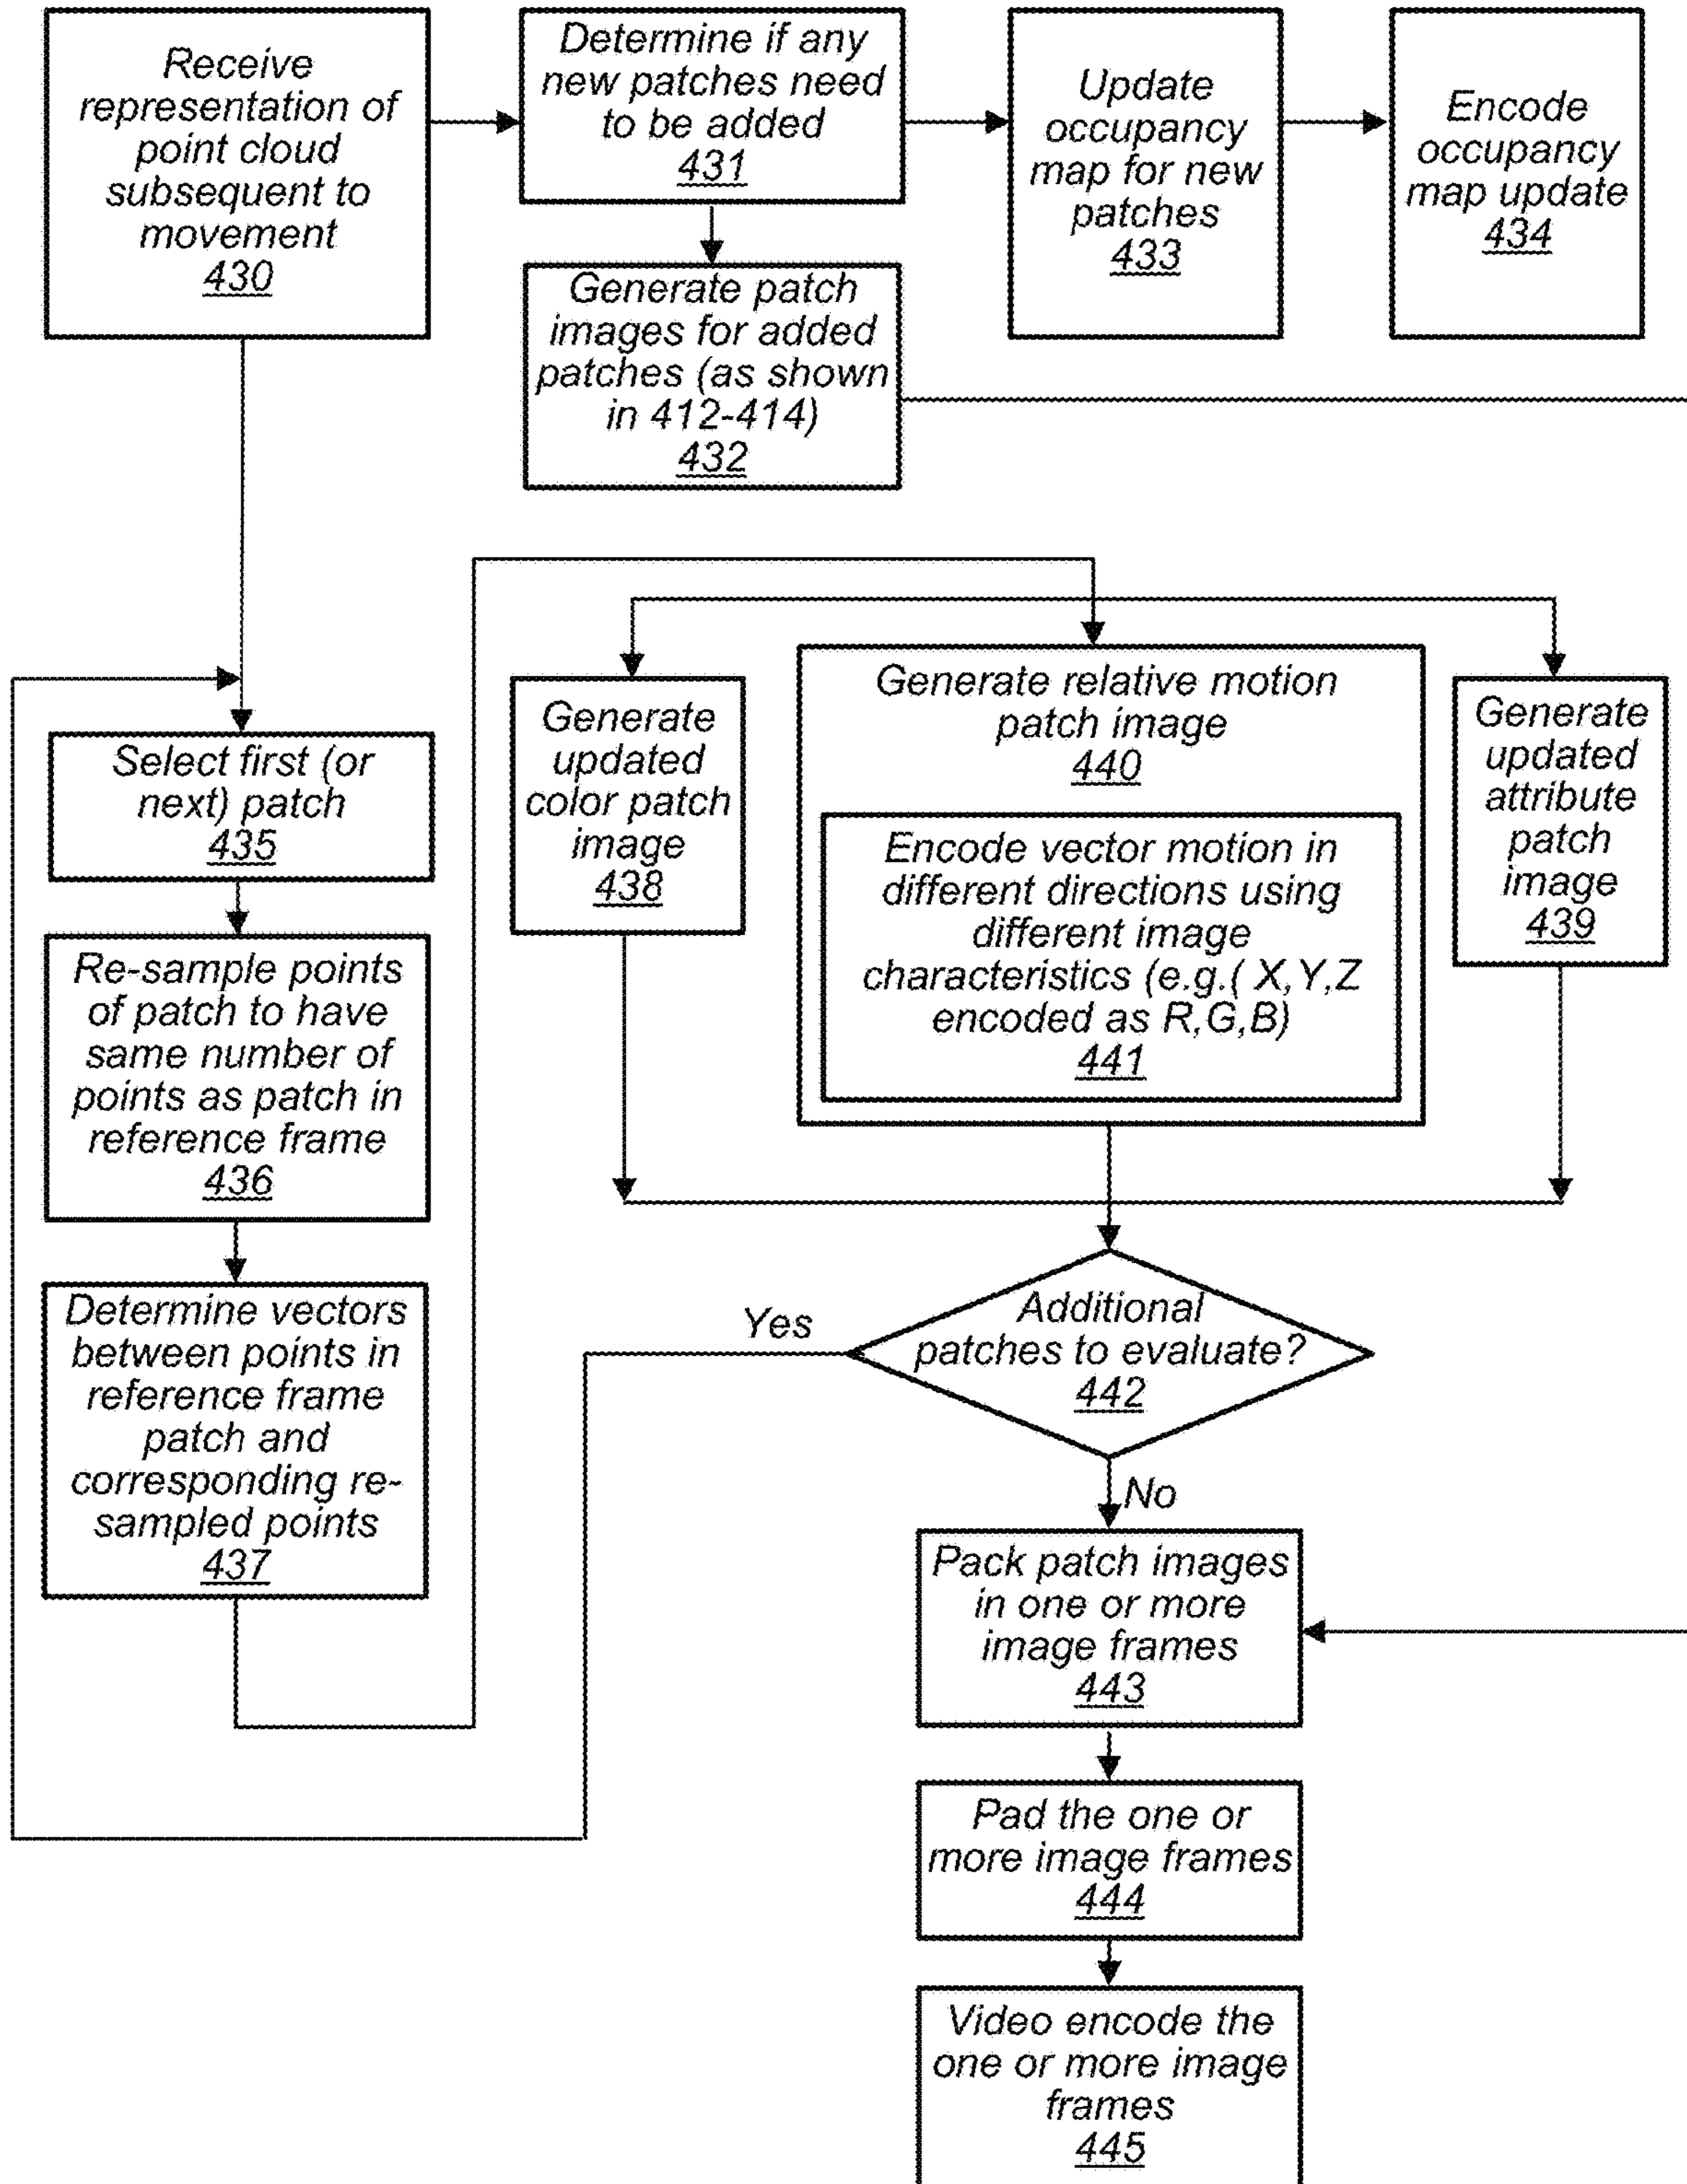 Receive
representation of
point cloud
subsequent to
movement
430
Determine if any
new patches need
to be added
431
Update
occupancy
map for new
patches
433
Encode
occupancy
map update
434
Generate patch
images for added
patches (as shown
in 412-414)
432
Select first (or
next) patch
435
Re-sample points
of patch to have
same number of
points as patch in
reference frame
436
Determine vectors
between points in
reference frame
patch and
corresponding re-
sampled points
437
Generate
updated
color patch
image
438
Generate relative motion
patch image
440
Encode vector motion in
different directions using
different image
characteristics (e.g.( X,Y,Z
encoded as R,G,B)
441
Generate
updated
attribute
patch
image
439
Additional
patches to evaluate?
442
Yes
No
Pack patch images
in one or more
image frames
443
Pad the one or
more image frames
444
Video encode the
one or more image
frames
445